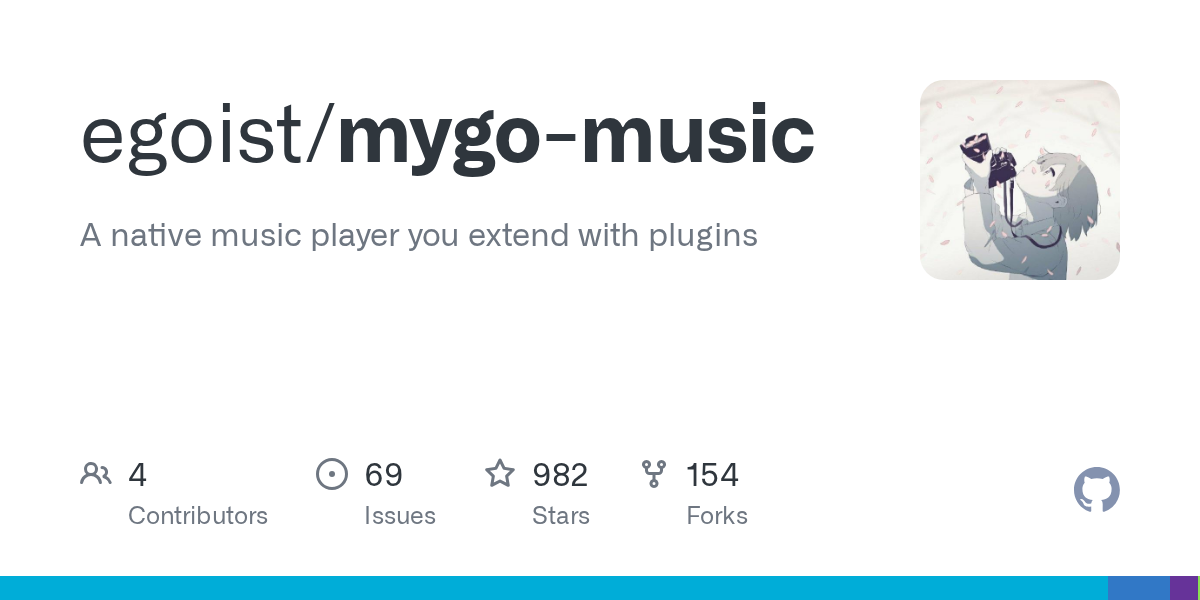 egoist/mygo-music
A native music player you extend with plugins
4
Contributors
69
Issues
982
Stars
154
Forks